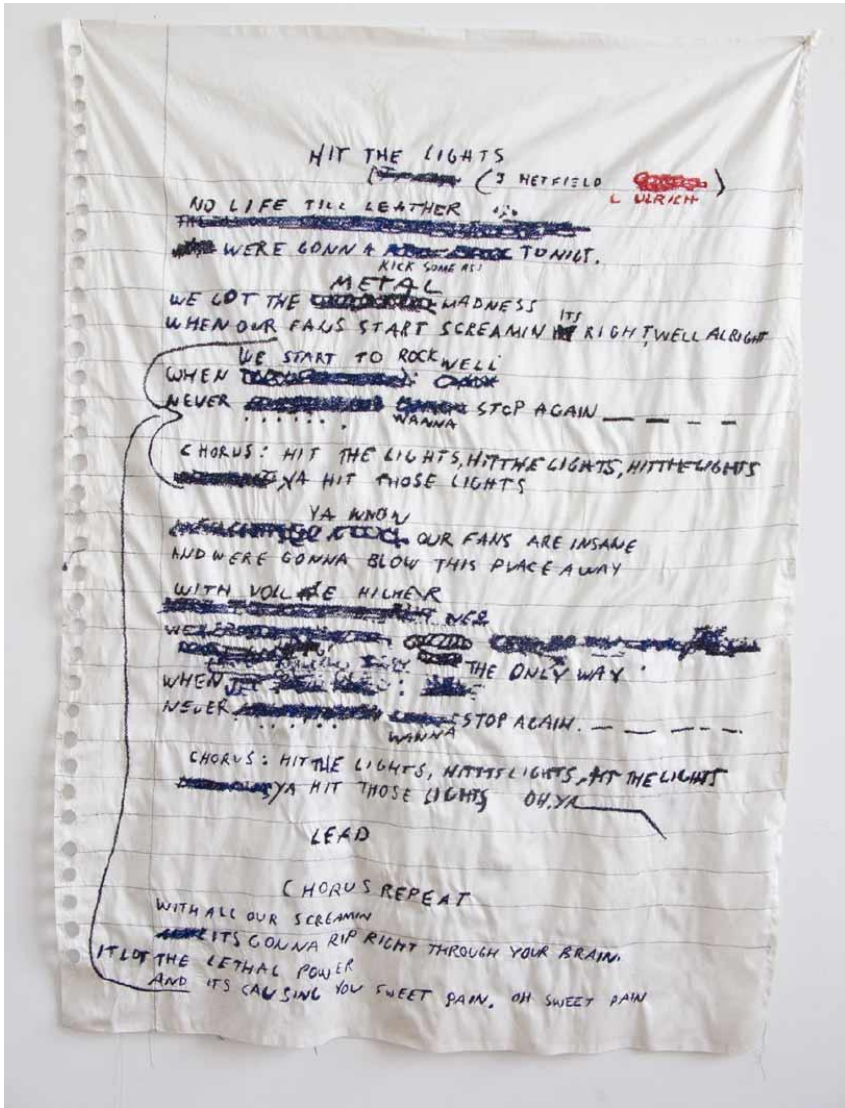 HIT THE LIGHTS
(J HETFIELD )
L ULRICH
NO LIFE TILL LEATHER
WERE GONNA TONIGT.
KICK SOME ASS
METAL
WE GOT THE MADNESS
ITS
WHEN OUR FANS START SCREAMIN RIGHT, WELL ALRIGHT
WE START TO ROCK WELL
WHEN
NEVER STOP AGAIN _ _ _ _
WANNA
CHORUS: HIT THE LIGHTS, HIT THE LIGHTS, HIT THE LIGHTS
YA HIT THOSE LIGHTS
YA KNOW
OUR FANS ARE INSANE
AND WERE GONNA BLOW THIS PLACE AWAY
WITH HIGHER
NER
THE ONLY WAY
WHEN
NEVER STOP AGAIN. _ _ _ _
WANNA
CHORUS: HIT THE LIGHTS, LIGHTS, HIT THE LIGHTS
YA HIT THOSE LIGHTS OH. YA
LEAD
CHORUS REPEAT
WITH ALL OUR SCREAMIN
ITS GONNA RIP RIGHT THROUGH YOUR BRAIN.
IT GOT THE LETHAL POWER
AND ITS CAUSING YOU SWEET PAIN. OH SWEET PAIN